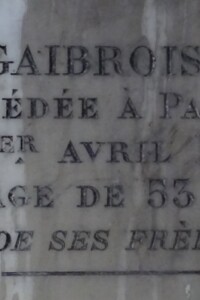 GAIBROIS
ÉDÉE À PA
ER AVRIL
AGE DE 53
DE SES FRÈ